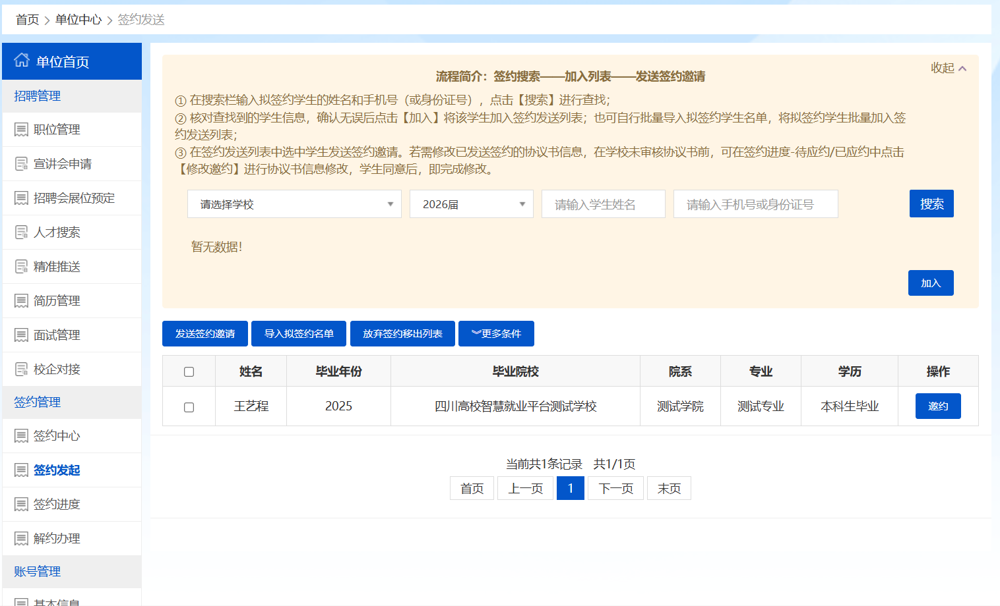 首页 > 单位中心 > 签约发送
单位首页
招聘管理
职位管理
宣讲会申请
招聘会展位预定
人才搜索
精准推送
简历管理
面试管理
校企对接
签约管理
签约中心
签约发起
签约进度
解约办理
账号管理
基本信息
收起
流程简介：签约搜索——加入列表——发送签约邀请
① 在搜索栏输入拟签约学生的姓名和手机号（或身份证号），点击【搜索】进行查找；
② 核对查找到的学生信息，确认无误后点击【加入】将该学生加入签约发送列表；也可自行批量导入拟签约学生名单，将拟签约学生批量加入签
约发送列表；
③ 在签约发送列表中选中学生发送签约邀请。若需修改已发送签约的协议书信息，在学校未审核协议书前，可在签约进度-待应约/已应约中点击
【修改邀约】进行协议书信息修改，学生同意后，即完成修改。
请选择学校 2026届 请输入学生姓名 请输入手机号或身份证号 搜索
暂无数据！
加入
发送签约邀请 导入拟签约名单 放弃签约移出列表 更多条件
姓名 毕业年份 毕业院校 院系 专业 学历 操作
王艺程 2025 四川高校智慧就业平台测试学校 测试学院 测试专业 本科生毕业 邀约
当前共1条记录 共1/1页
首页 上一页 1 下一页 末页